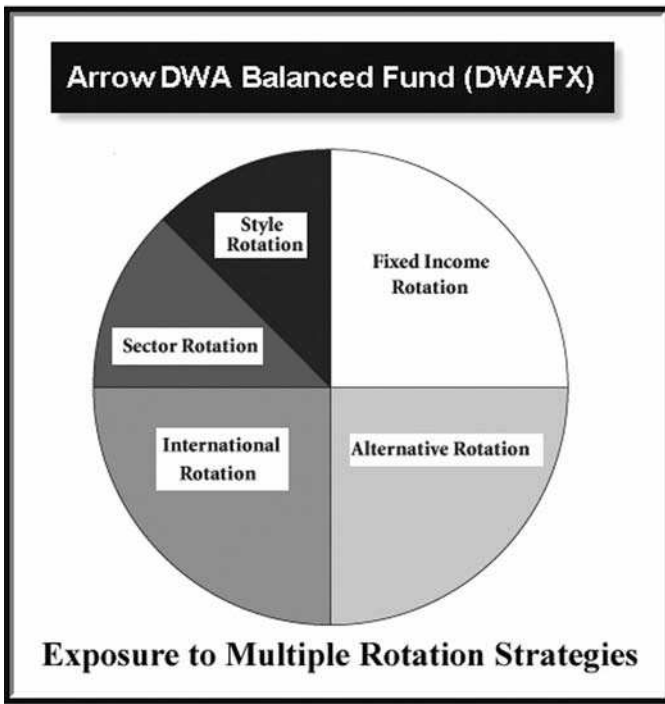 Arrow DWA Balanced Fund (DWAFX)
Style
Rotation
Fixed Income
Rotation
Sector Rotation
International
Rotation
Alternative Rotation
Exposure to Multiple Rotation Strategies